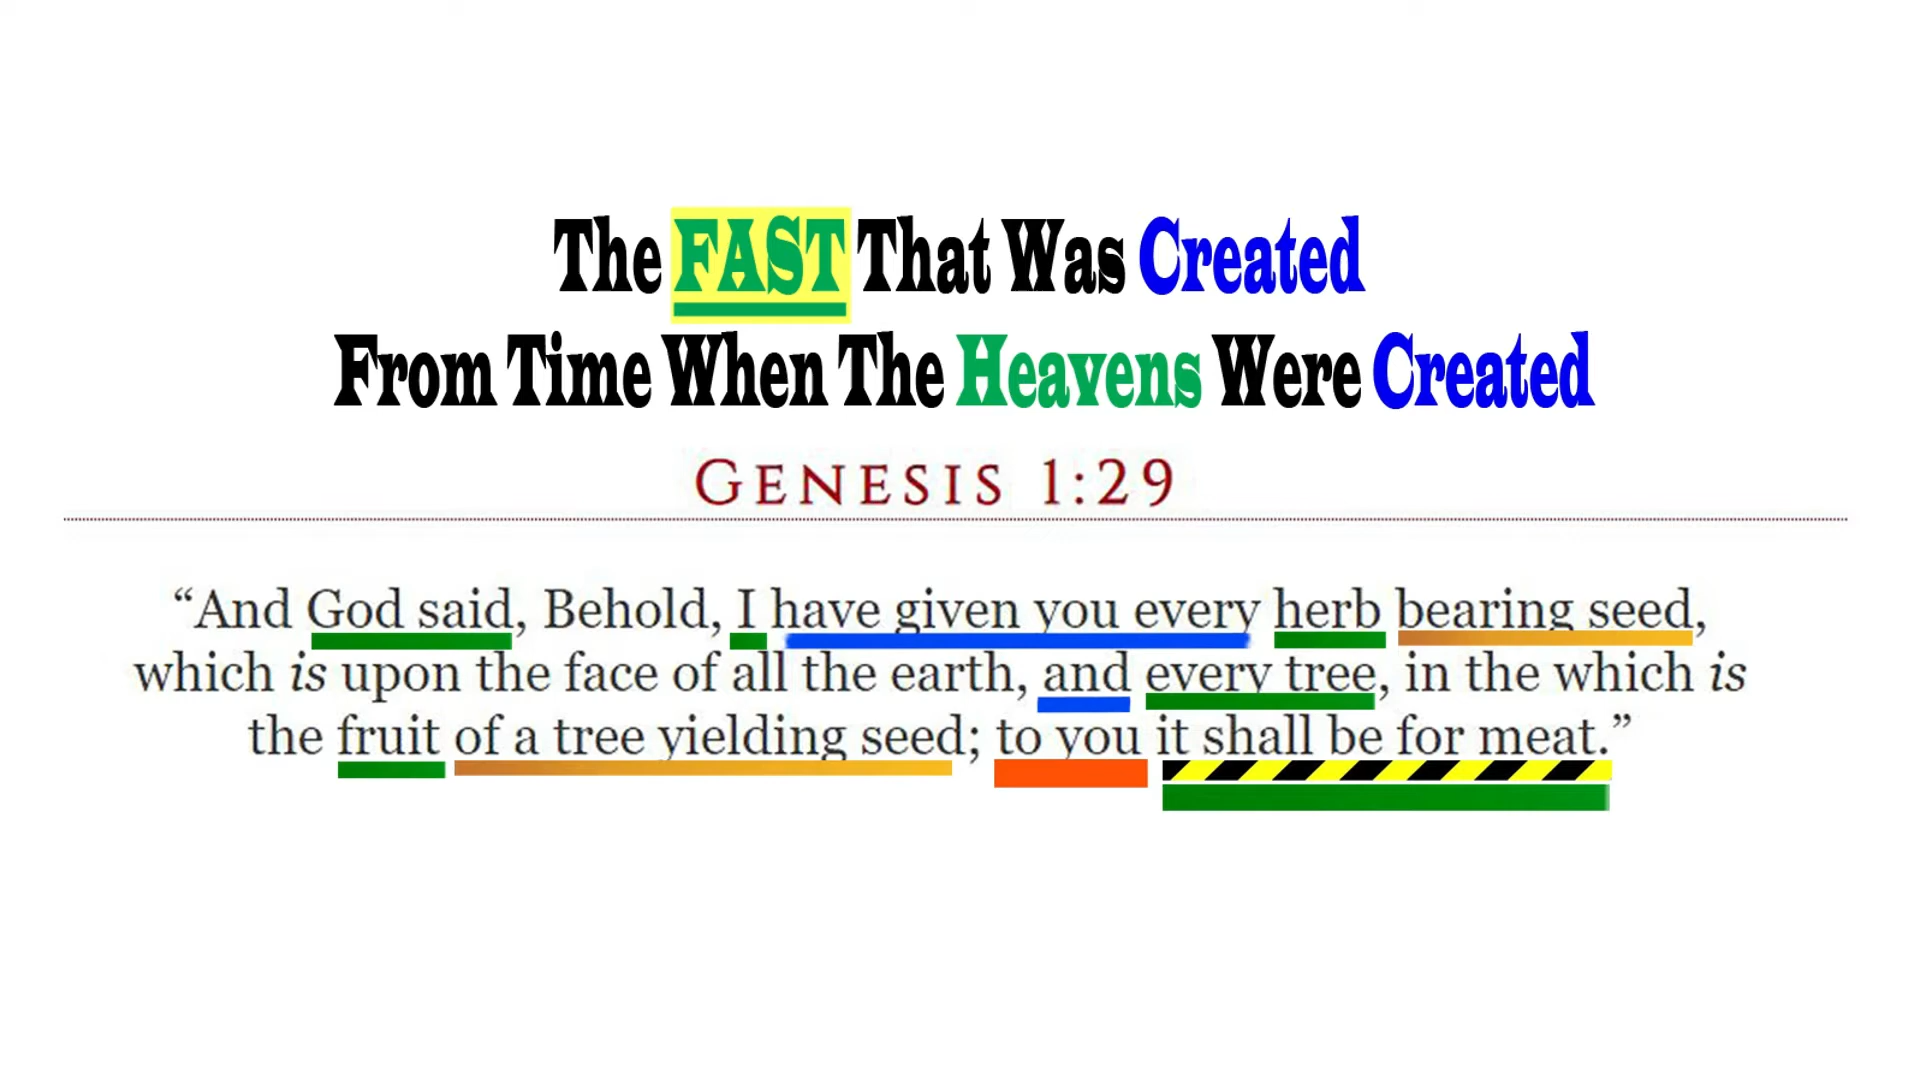 The FAST That Was Created
From Time When The Heavens Were Created
GENESIS 1:29
“And God said, Behold, I have given you every herb bearing seed,
which is upon the face of all the earth, and every tree, in the which is
the fruit of a tree yielding seed; to you it shall be for meat.”